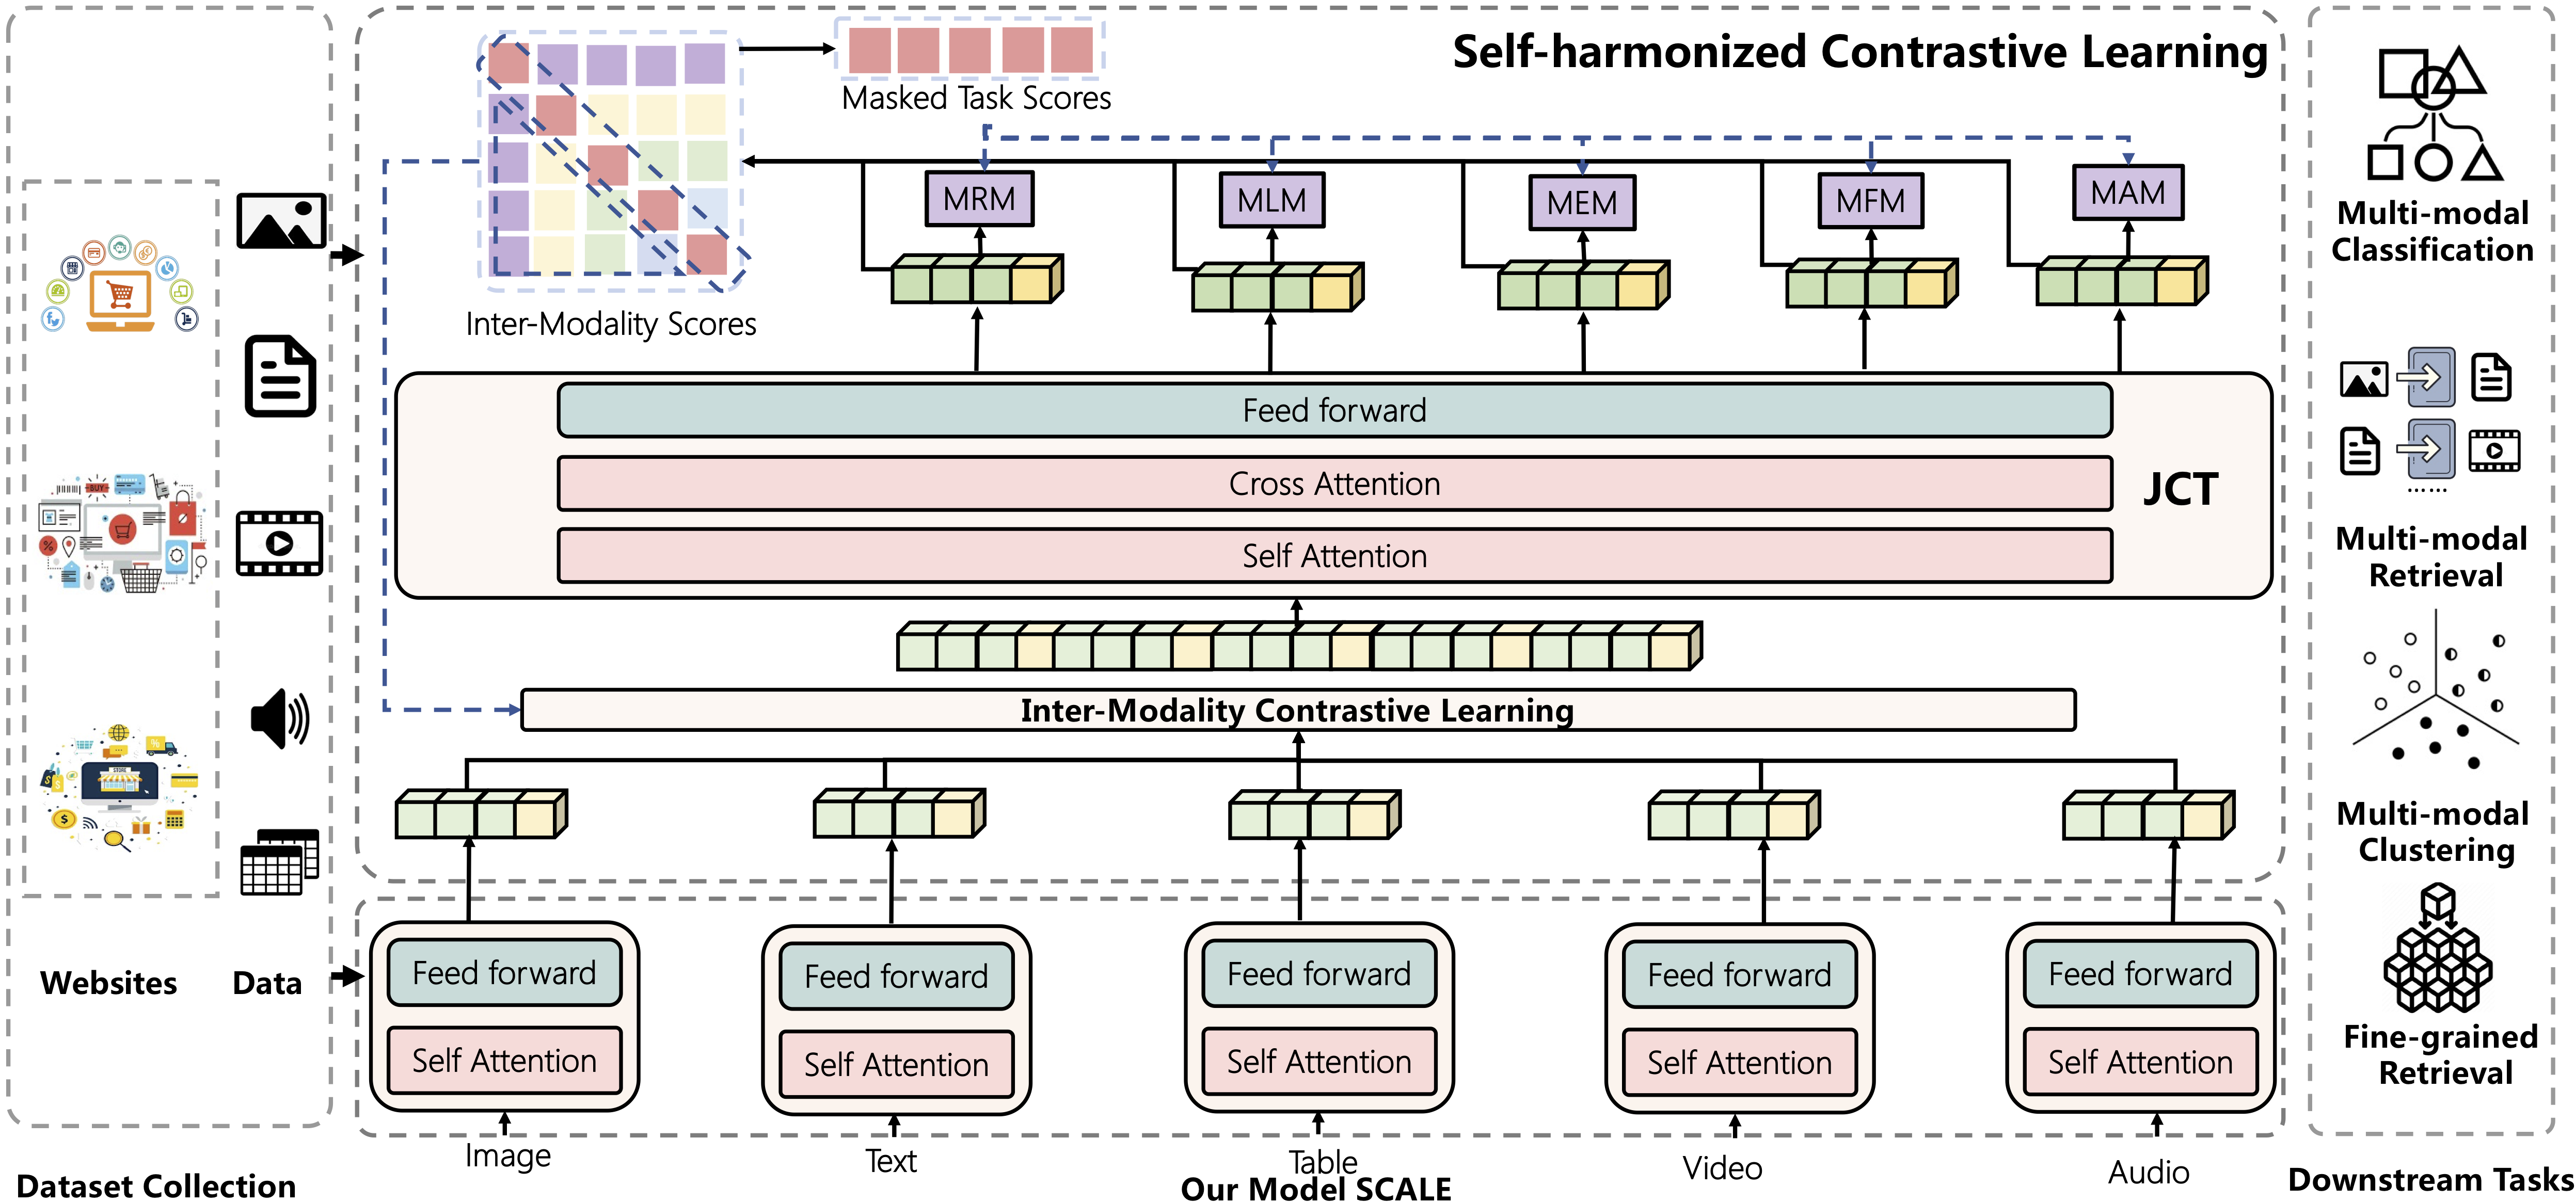 Self-harmonized Contrastive Learning
Masked Task Scores
Inter-Modality Scores
MRM
MLM
MEM
MFM
MAM
Feed forward
Cross Attention
Self Attention
JCT
Inter-Modality Contrastive Learning
Feed forward
Self Attention
Feed forward
Self Attention
Feed forward
Self Attention
Feed forward
Self Attention
Feed forward
Self Attention
Image
Text
Table
Video
Audio
Our Model SCALE
BUY
STORE
Websites
Data
Dataset Collection
Multi-modal
Classification
......
Multi-modal
Retrieval
Multi-modal
Clustering
Fine-grained
Retrieval
Downstream Tasks